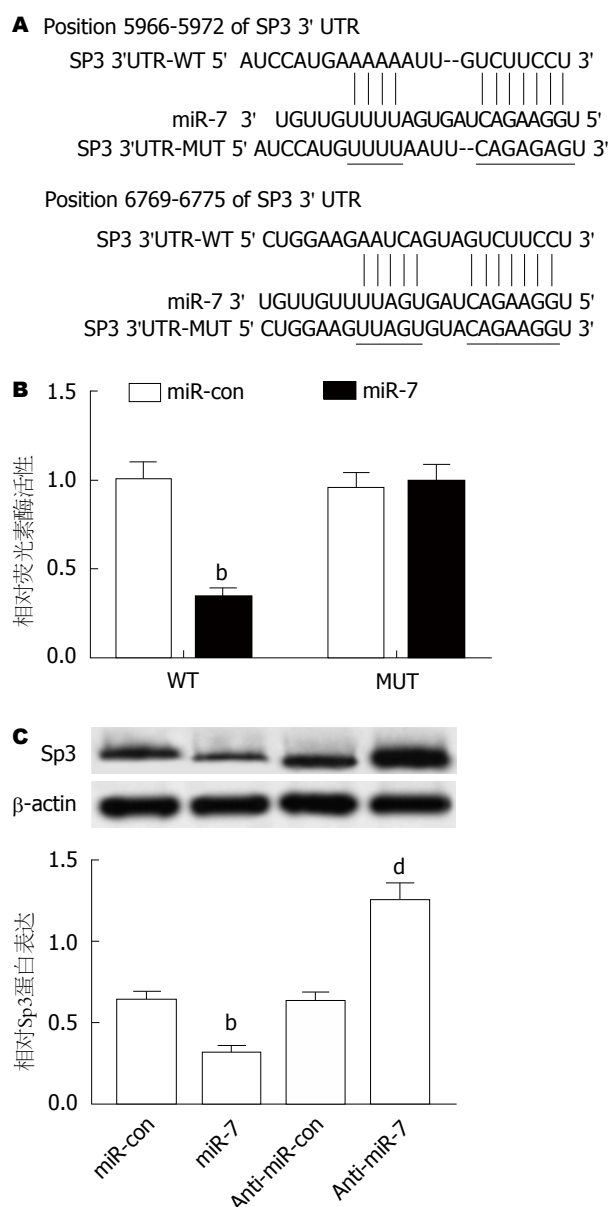 A Position 5966-5972 of SP3 3' UTR
SP3 3'UTR-WT 5' AUCCAUGAAAAAAUU--GUCUUCCU 3'
miR-7 3' UGUUGUUUUAGUGAUCAGAAGGU 5'
SP3 3'UTR-MUT 5' AUCCAUGUUUUAAUU--CAGAGAGU 3'
Position 6769-6775 of SP3 3' UTR
SP3 3'UTR-WT 5' CUGGAAGAAUCAGUAGUCUUCCU 3'
miR-7 3' UGUUGUUUUAGUGAUCAGAAGGU 5'
SP3 3'UTR-MUT 5' CUGGAAGUUAGUGUACAGAAGGU 3'
B
miR-con miR-7
相对荧光素酶活性
1.5
1.0
0.5
0.0
b
WT MUT
C
Sp3
β-actin
相对Sp3蛋白表达
1.5
1.0
0.5
0.0
b
d
miR-con
miR-7
Anti-miR-con
Anti-miR-7